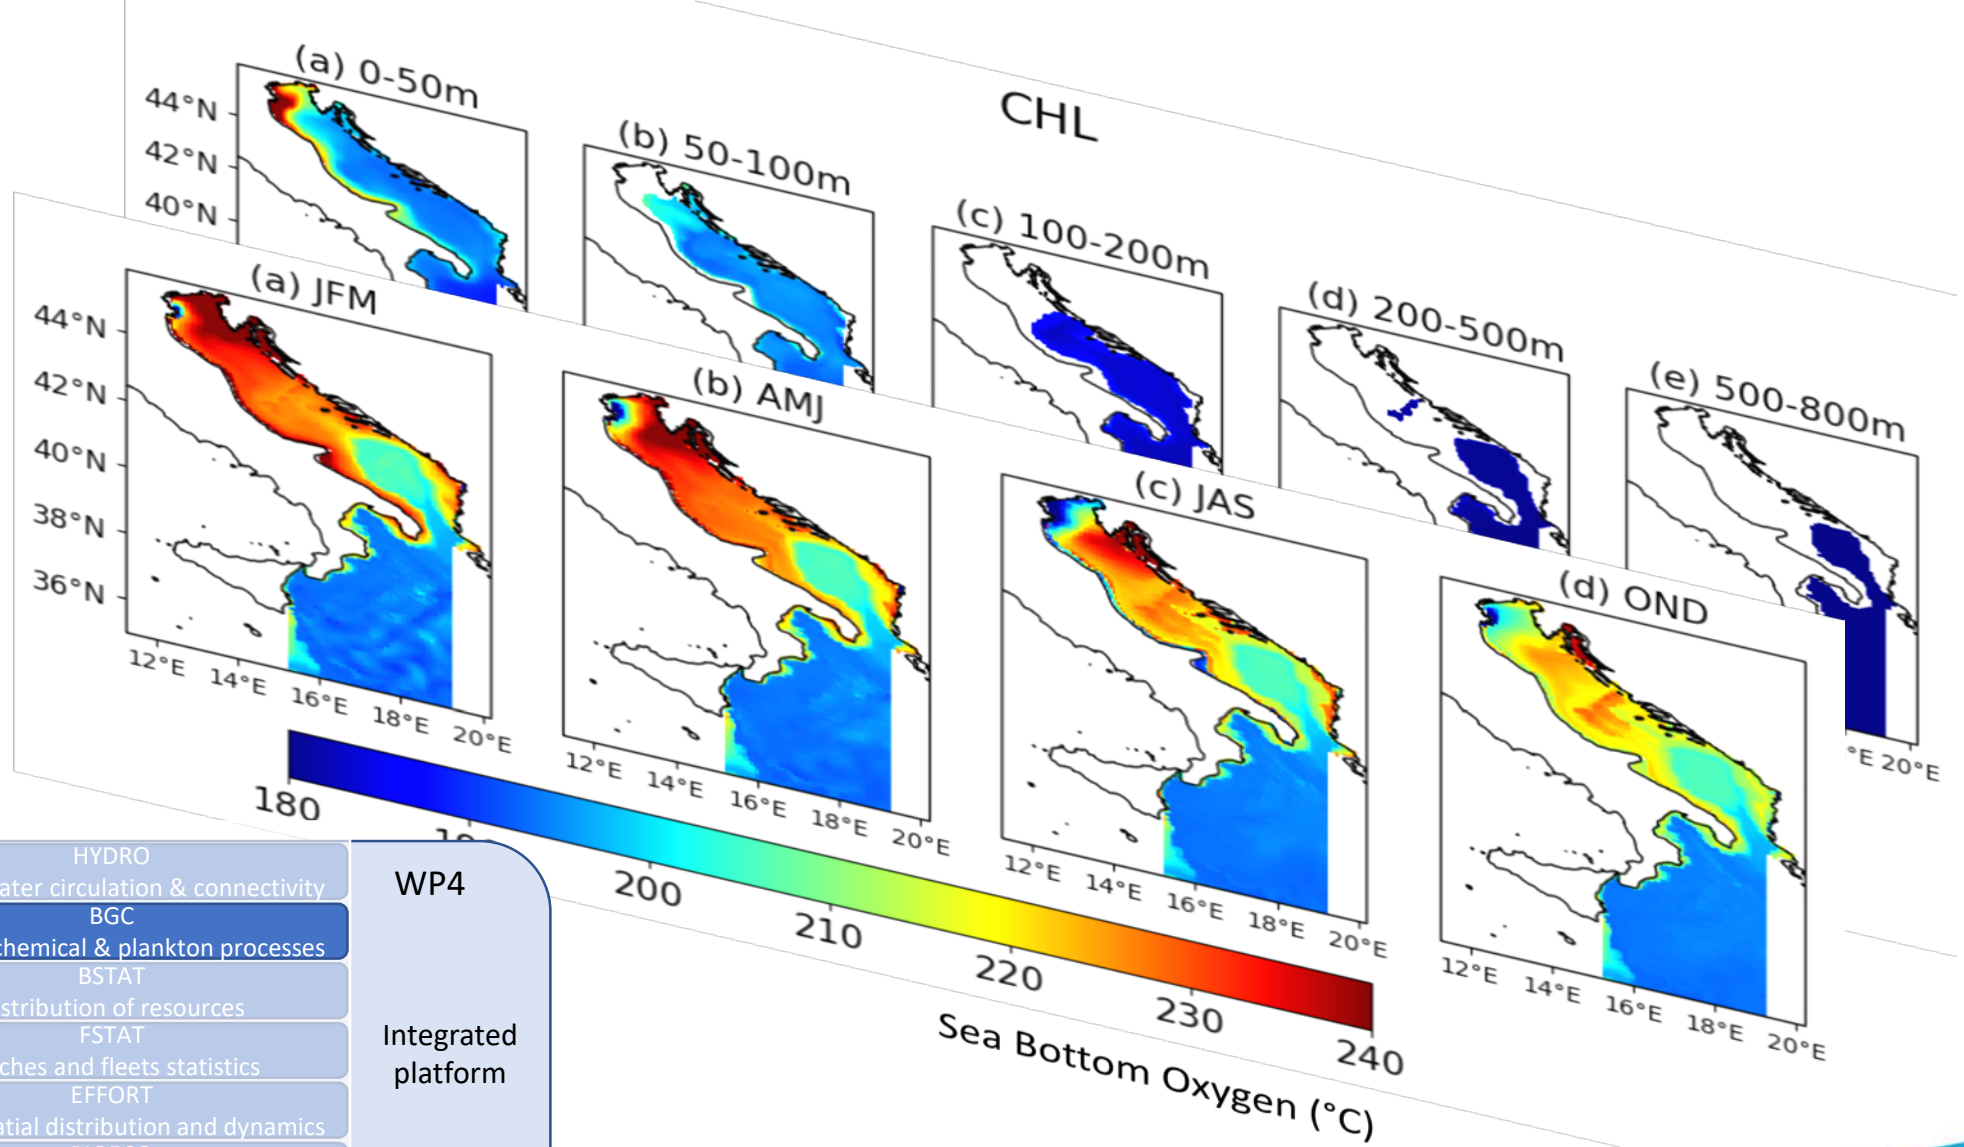 CHL
(a) 0-50m
(b) 50-100m
(c) 100-200m
(d) 200-500m
(e) 500-800m
44°N
42°N
40°N
°E 20°E
(a) JFM
(b) AMJ
(c) JAS
(d) OND
44°N
42°N
40°N
38°N
36°N
12°E 14°E 16°E 18°E 20°E
12°E 14°E 16°E 18°E 20°E
12°E 14°E 16°E 18°E 20°E
12°E 14°E 16°E 18°E 20°E
180
200
210
220
230
240
Sea Bottom Oxygen (°C)
HYDRO
ater circulation & connectivity
BGC
chemical & plankton processes
BSTAT
stribution of resources
FSTAT
ches and fleets statistics
EFFORT
atial distribution and dynamics
WP4
Integrated
platform